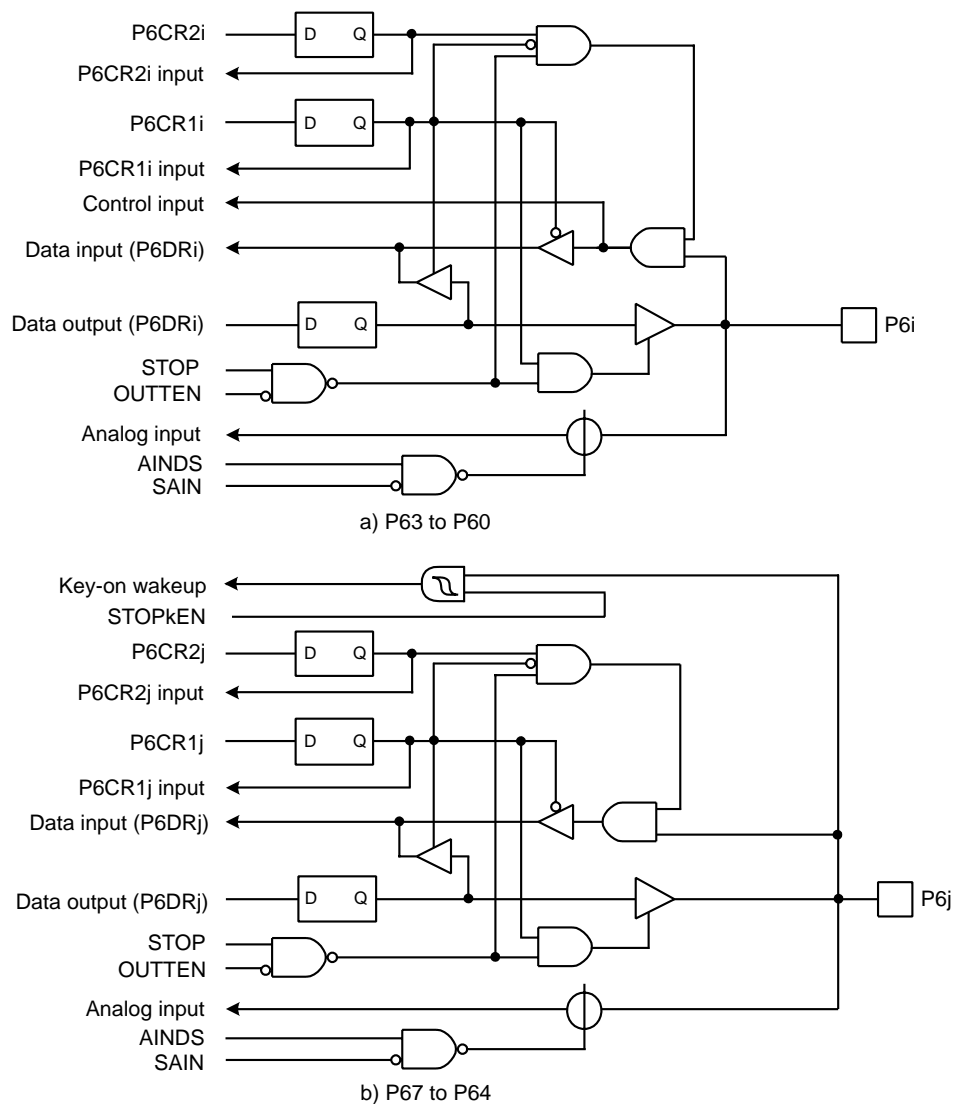 P6CR2i
D Q
P6CR2i input
P6CR1i
D Q
P6CR1i input
Control input
Data input (P6DRi)
Data output (P6DRi)
D Q
P6i
STOP
OUTTEN
Analog input
AINDS
SAIN
a) P63 to P60
Key-on wakeup
STOPkEN
P6CR2j
D Q
P6CR2j input
P6CR1j
D Q
P6CR1j input
Data input (P6DRj)
Data output (P6DRj)
D Q
P6j
STOP
OUTTEN
Analog input
AINDS
SAIN
b) P67 to P64